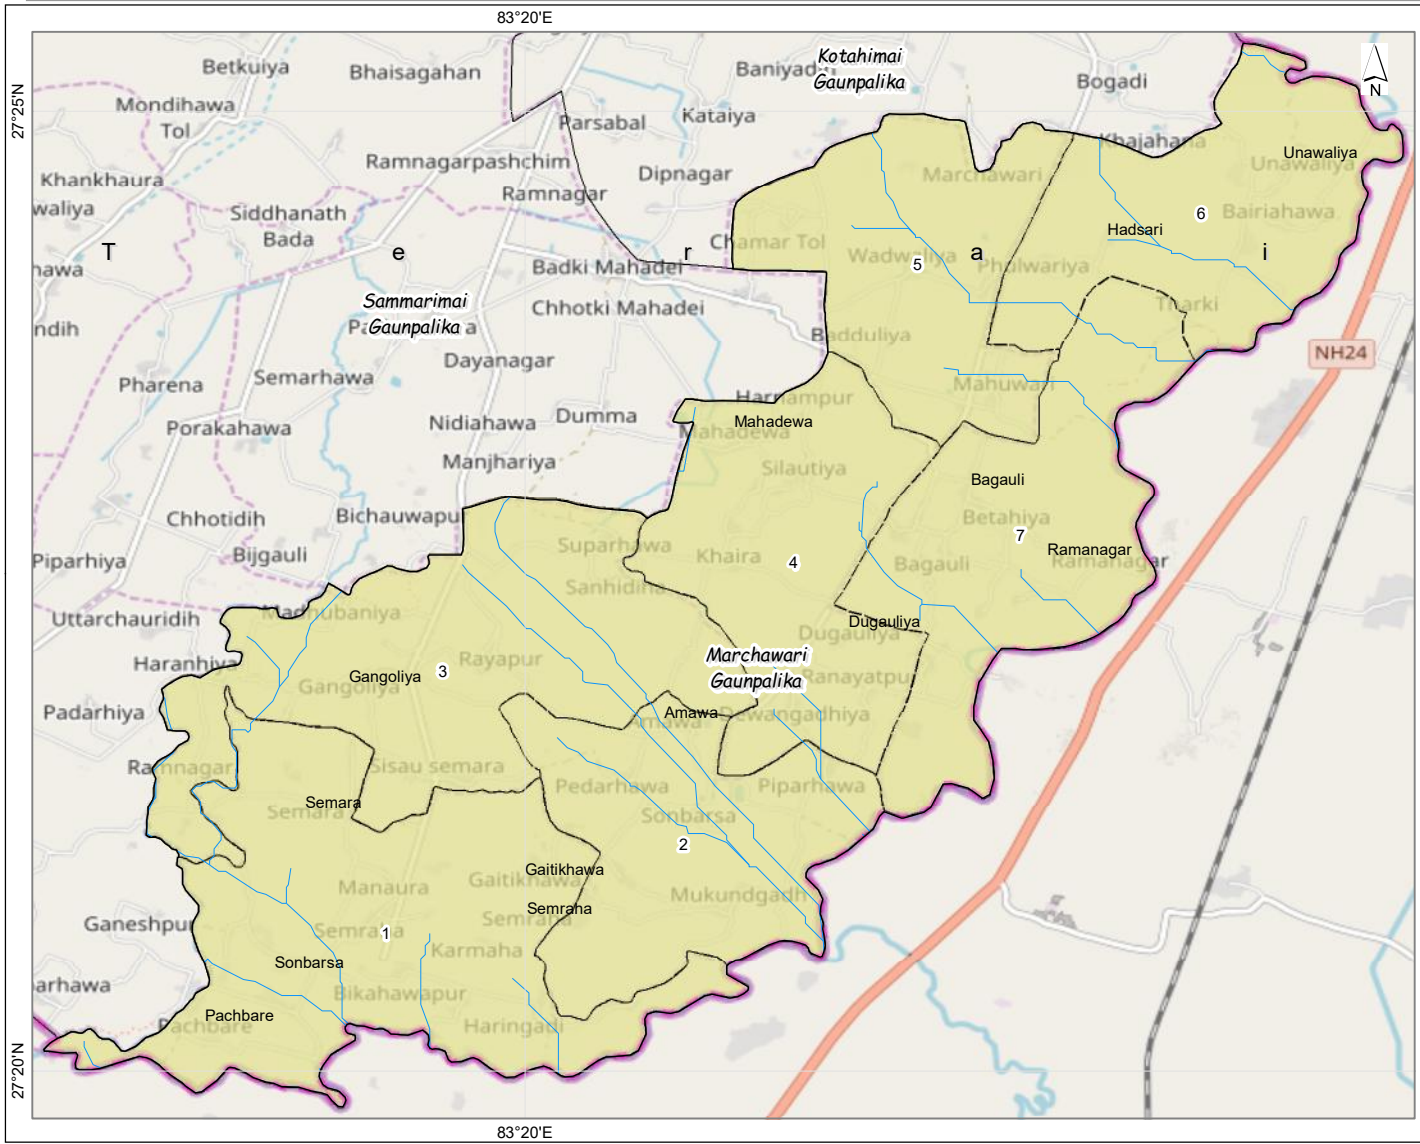 83°20'E
Kotahimai
Gaunpalika
Betkuiya
Bhaisagahan
Bogadi
N
27°25'N
Mondihawa
Tol
Parsabal
Kataiya
Khajahana
Unawaliya
Unawaliya
Ramnagarpashchim
Dipnagar
Marchawari
Khankhaura
Ramnagar
waliya
Siddhanath
Bada
6
Bairiahawa
Hadsari
T
e
r
a
i
Chamar Tol
Wadwaliya
5
Phulwariya
Badki Mahadei
hawa
Sammarimai
Gaunpalika
Chhotki Mahadei
Tharki
ndih
Badduliya
NH24
Dayanagar
Semarhawa
Pharena
Mahuwari
Harnampur
Mahadewa
Mahadewa
Nidiahawa
Dumma
Porakahawa
Manjhariya
Silautiya
Bagauli
Chhotidih
Bichauwapu
Betahiya
7
Suparhawa
Khaira
4
Ramanagar
Ramanagar
Bagauli
Piparhiya
Bijgauli
Sanhidiha
Uttarchauridih
Madhubaniya
Dugauliya
Dugauliya
Haranhiya
Rayapur
Marchawari
Gaunpalika
3
Gangoliya
Gangoliya
Ranayatpur
Padarhiya
Amawa
Amawa
Dewangadhiya
Ramnagar
Sisau semara
Pedarhawa
Piparhawa
Semara
Semara
Sonbarsa
2
Gaitikhawa
Gaitikhawa
Manaura
Mukundgadh
Semraha
Semraha
Ganeshpur
Semraha
1
Karmaha
Sonbarsa
arhawa
Bikahawapur
Pachbare
Pachbare
Haringadi
27°20'N
83°20'E